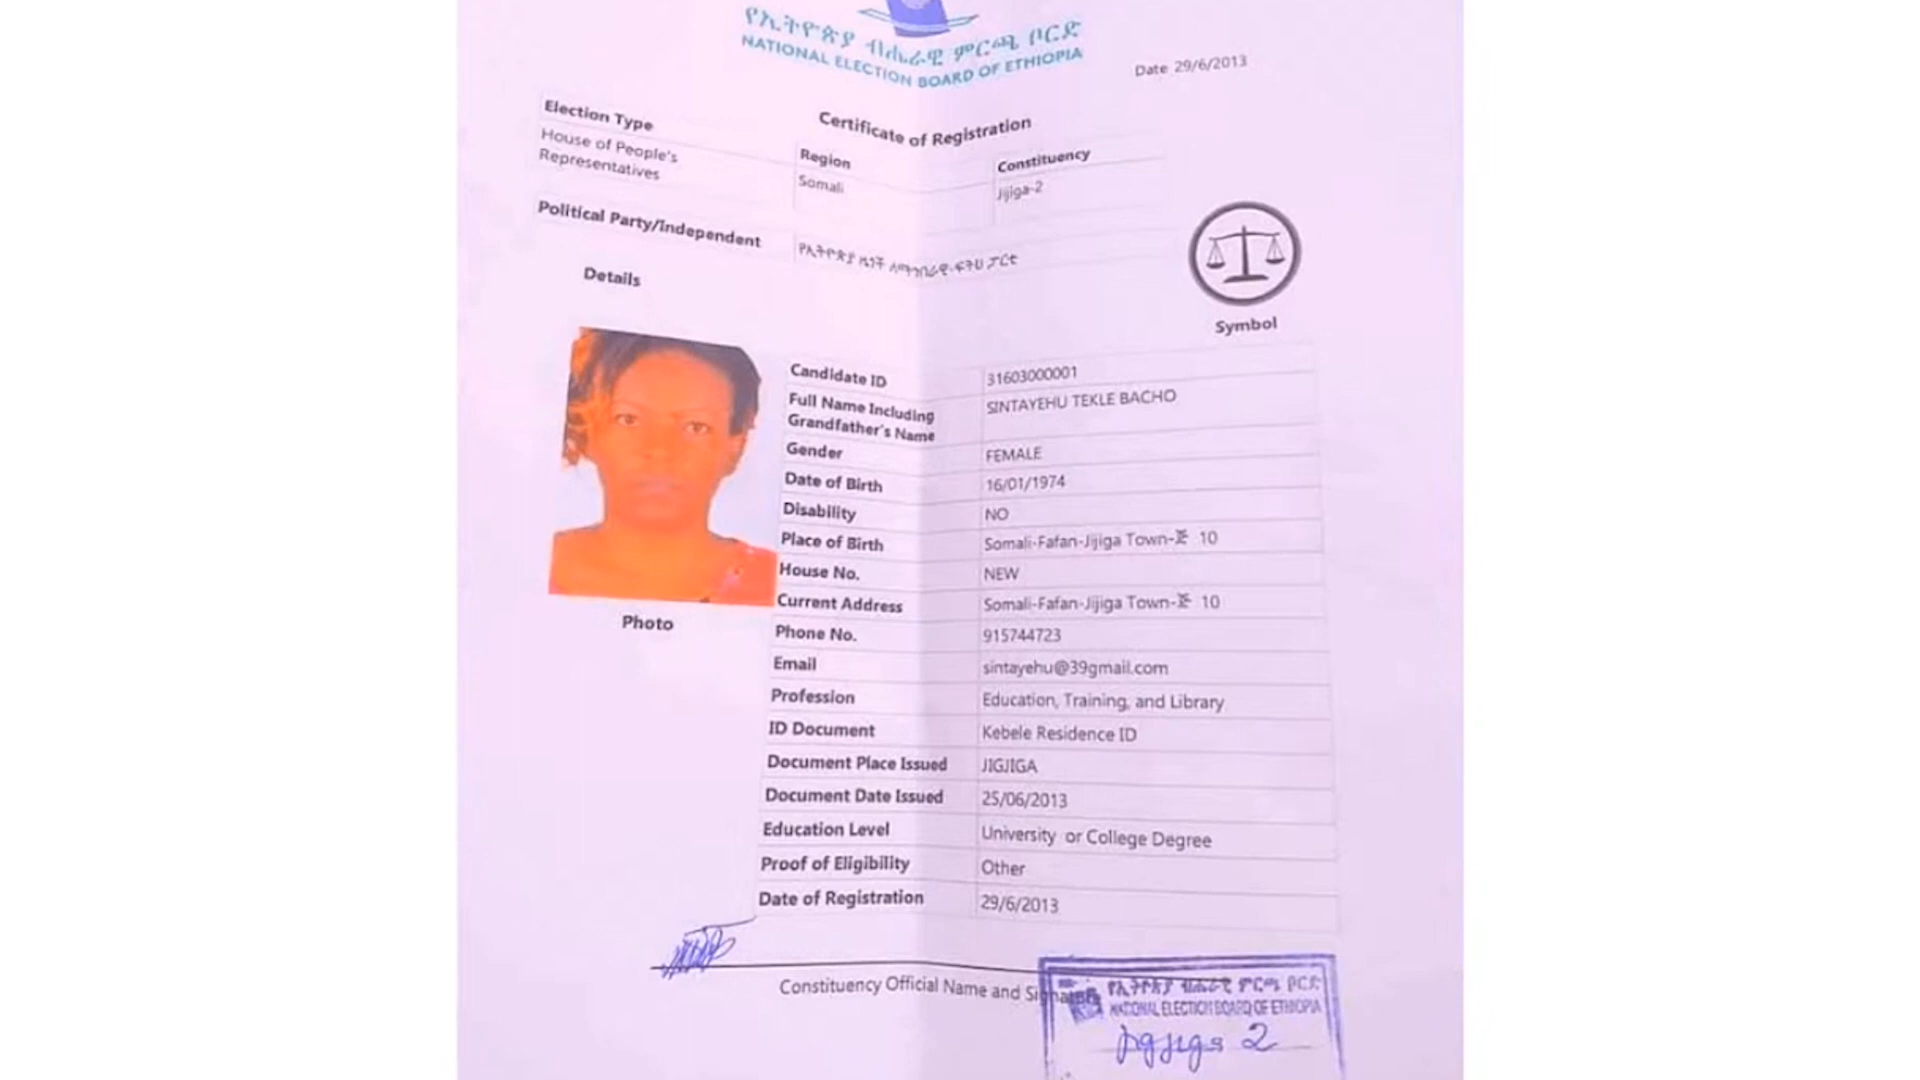 የኢትዮጵያ ብሔራዊ ምርጫ ቦርድ
NATIONAL ELECTION BOARD OF ETHIOPIA
Date 29/6/2013
Certificate of Registration
Election Type
Region
Constituency
House of People's
Representatives
Somali
Jijiga-2
Political Party/Independent
የኢትዮጵያ ዜጎች ለማኅበራዊ ፍትህ ፓርቲ
Details
Symbol
Candidate ID 31603000001
Full Name Including
Grandfather's Name
SINTAYEHU TEKLE BACHO
Gender FEMALE
Date of Birth 16/01/1974
Disability NO
Place of Birth Somali-Fafan-Jijiga Town- 10
House No. NEW
Current Address Somali-Fafan-Jijiga Town- 10
Photo
Phone No. 915744723
Email sintayehu@39gmail.com
Profession Education, Training, and Library
ID Document Kebele Residence ID
Document Place Issued JIGJIGA
Document Date Issued 25/06/2013
Education Level University or College Degree
Proof of Eligibility Other
Date of Registration 29/6/2013
Constituency Official Name and Signature
የኢትዮጵያ ብሔራዊ ምርጫ ቦርድ
NATIONAL ELECTION BOARD OF ETHIOPIA
2